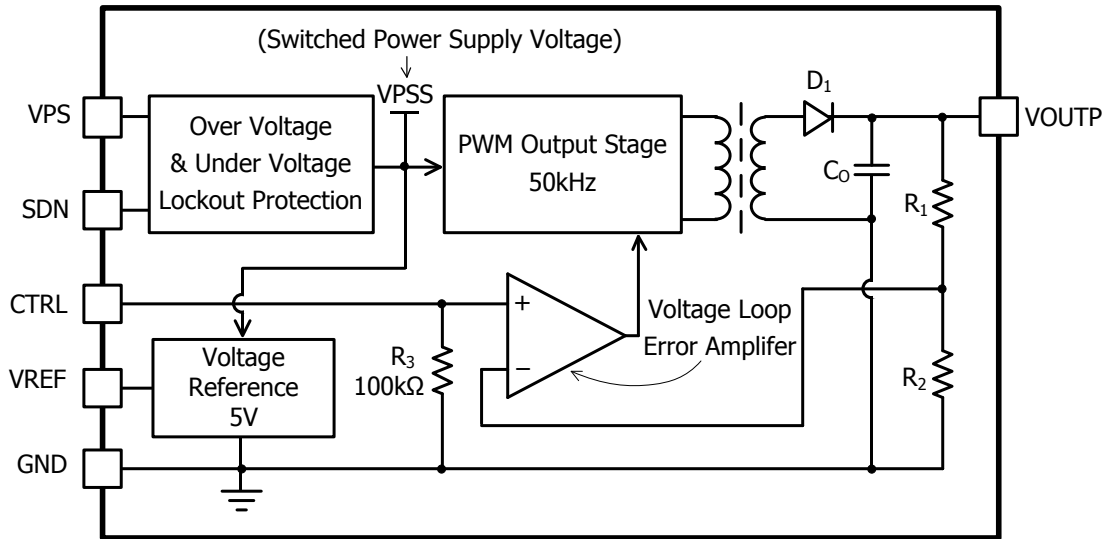 (Switched Power Supply Voltage)
VPSS
D1
VPS
Over Voltage
& Under Voltage
Lockout Protection
PWM Output Stage
50kHz
VOUTP
CO
R1
SDN
CTRL
+
Voltage Loop
Error Amplifer
R3
100kΩ
−
R2
VREF
Voltage
Reference
5V
GND